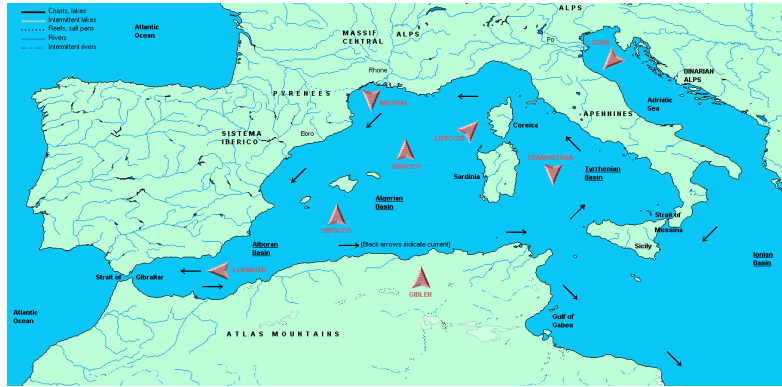 Coasts, lakes
Intermittent lakes
Fleets, salt pans
Rivers
Intermittent rivers
Atlantic
Ocean
MASSIF
CENTRAL
ALPS
ALPS
Po
BORA
Rhone
DINARIAN
ALPS
PYRENEES
MISTRAL
Adriatic
Sea
APENNINES
SISTEMA
IBERICO
Ebro
LIBECCIO
Corsica
SIROCCO
TRAMONTANA
Tyrrhenian
Basin
Sardinia
Algerian
Basin
SIROCCO
Strait of
Messina
Alboran
Basin
[Black arrows indicate current]
Sicily
Ionian
Basin
LEVANTER
Strait of
Gibraltar
GIBLEH
Atlantic
Ocean
Gulf of
Gabes
ATLAS MOUNTAINS